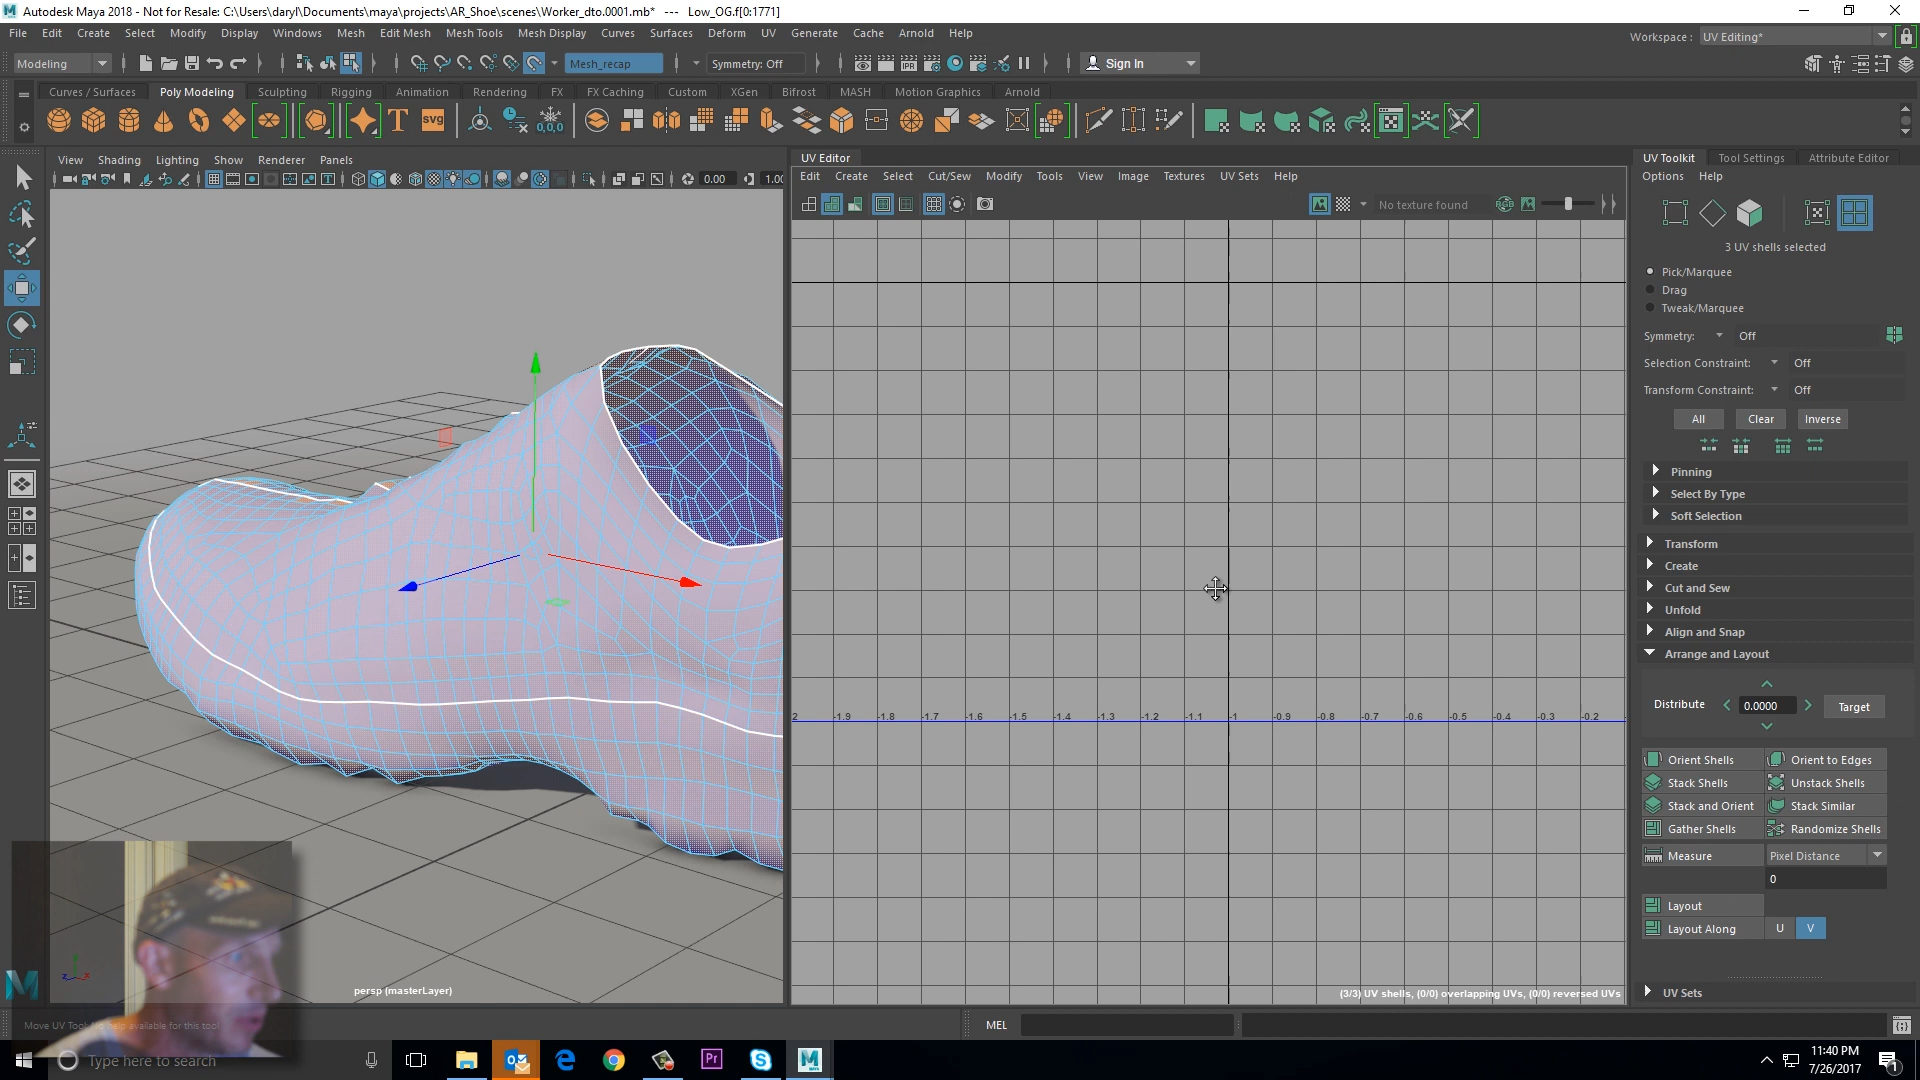 Autodesk Maya 2018 - Not for Resale: C:\Users\daryl\Documents\maya\projects\AR_Shoe\scenes\Worker_dto.0001.mb* --- Low_OG.f[0:1771]
File Edit Create Select Modify Display Windows Mesh Edit Mesh Mesh Tools Mesh Display Curves Surfaces Deform UV Generate Cache Arnold Help
Workspace : UV Editing*
Modeling Mesh_recap Symmetry: Off IPR Sign In
Curves / Surfaces Poly Modeling Sculpting Rigging Animation Rendering FX FX Caching Custom XGen Bifrost MASH Motion Graphics Arnold
T svg 0,0,0
View Shading Lighting Show Renderer Panels
0.00 1.00
UV Editor
Edit Create Select Cut/Sew Modify Tools View Image Textures UV Sets Help
No texture found
2 -1.9 -1.8 -1.7 -1.6 -1.5 -1.4 -1.3 -1.2 -1.1 -1 -0.9 -0.8 -0.7 -0.6 -0.5 -0.4 -0.3 -0.2
(3/3) UV shells, (0/0) overlapping UVs, (0/0) reversed UVs
UV Toolkit Tool Settings Attribute Editor
Options Help
3 UV shells selected
Pick/Marquee
Drag
Tweak/Marquee
Symmetry: Off
Selection Constraint: Off
Transform Constraint: Off
All Clear Inverse
Pinning
Select By Type
Soft Selection
Transform
Create
Cut and Sew
Unfold
Align and Snap
Arrange and Layout
Distribute 0.0000 Target
Orient Shells Orient to Edges
Stack Shells Unstack Shells
Stack and Orient Stack Similar
Gather Shells Randomize Shells
Measure Pixel Distance
0
Layout
Layout Along U V
UV Sets
persp (masterLayer)
MEL
Type here to search
11:40 PM
7/26/2017